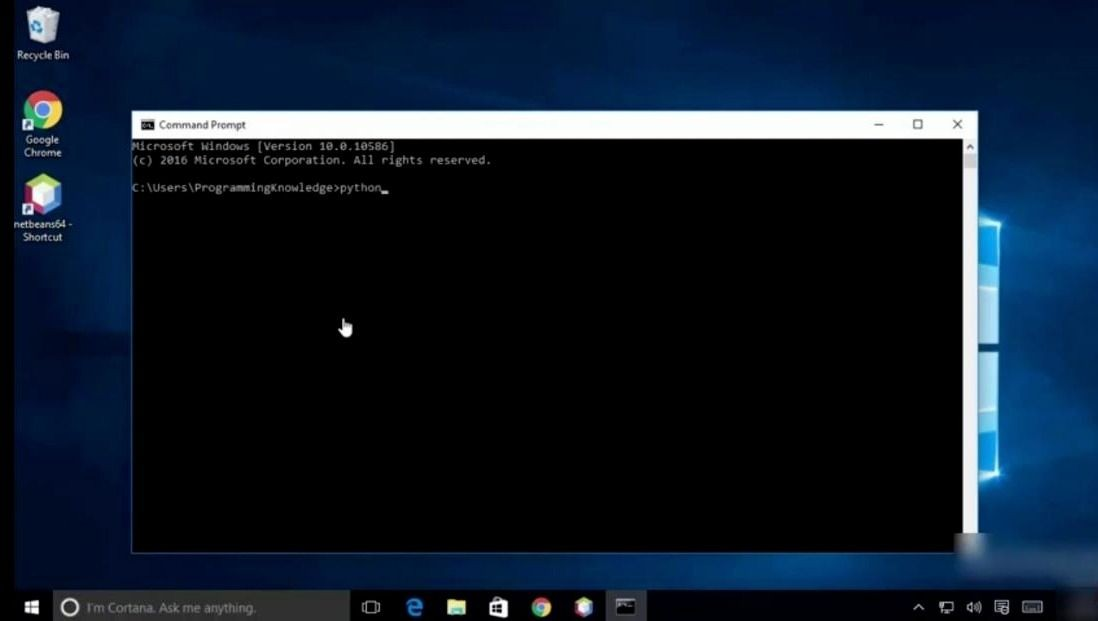 Recycle Bin
Google
Chrome
netbeans64 -
Shortcut
Command Prompt
Microsoft Windows [Version 10.0.10586]
(c) 2016 Microsoft Corporation. All rights reserved.
C:\Users\ProgrammingKnowledge>python_
I'm Cortana. Ask me anything.